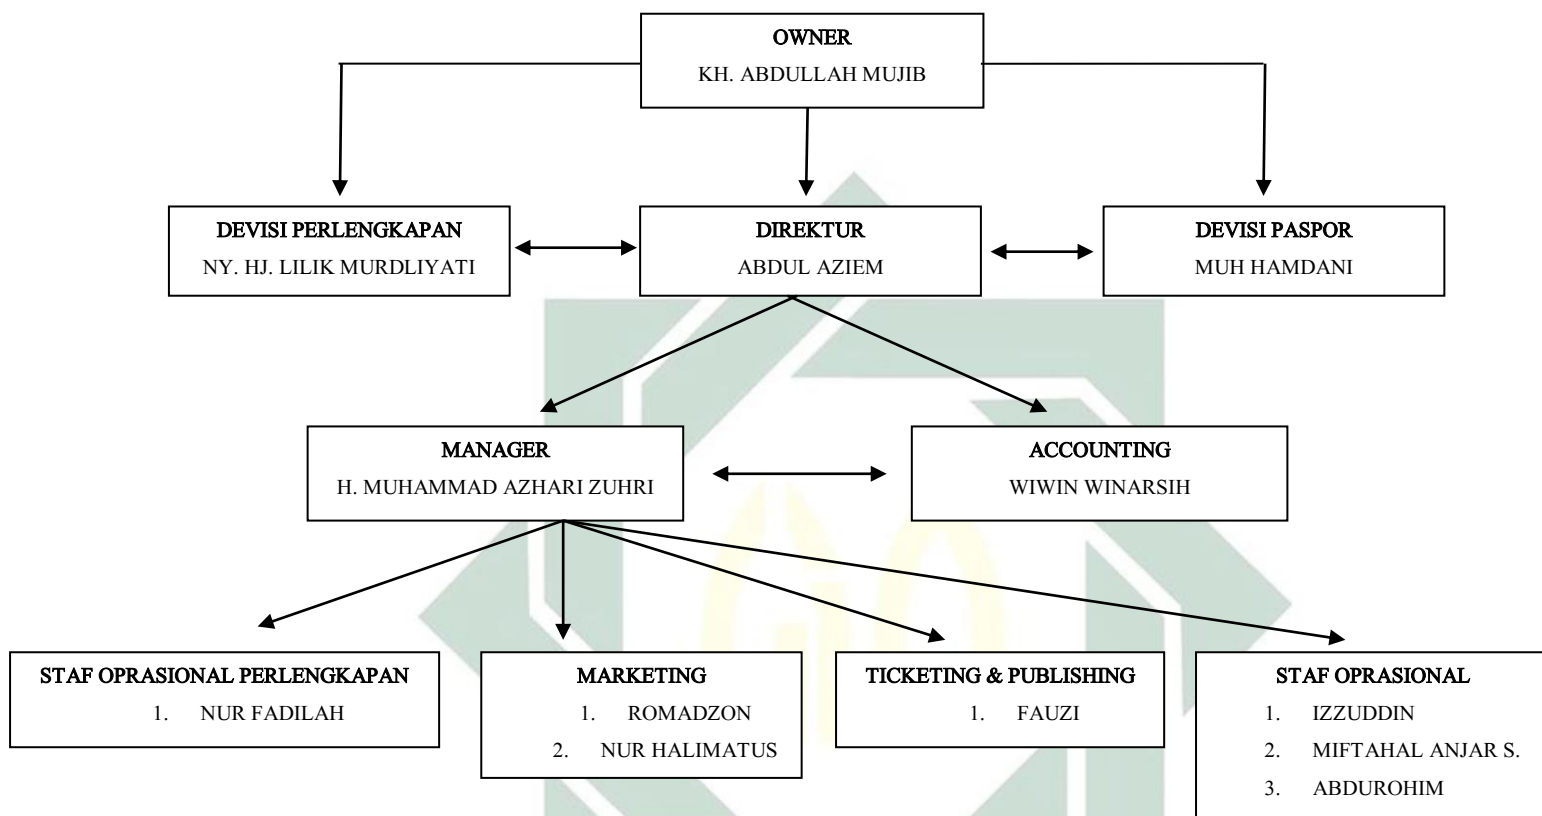 OWNER
KH. ABDULLAH MUJIB
DEVISI PERLENGKAPAN
NY. HJ. LILIK MURDLIYATI
DIREKTUR
ABDUL AZIEM
DEVISI PASPOR
MUH HAMDANI
MANAGER
H. MUHAMMAD AZHARI ZUHRI
ACCOUNTING
WIWIN WINARSIH
STAF OPRASIONAL PERLENGKAPAN
1. NUR FADILAH
MARKETING
1. ROMADZON
2. NUR HALIMATUS
TICKETING & PUBLISHING
1. FAUZI
STAF OPRASIONAL
1. IZZUDDIN
2. MIFTAHAL ANJAR S.
3. ABDUROHIM